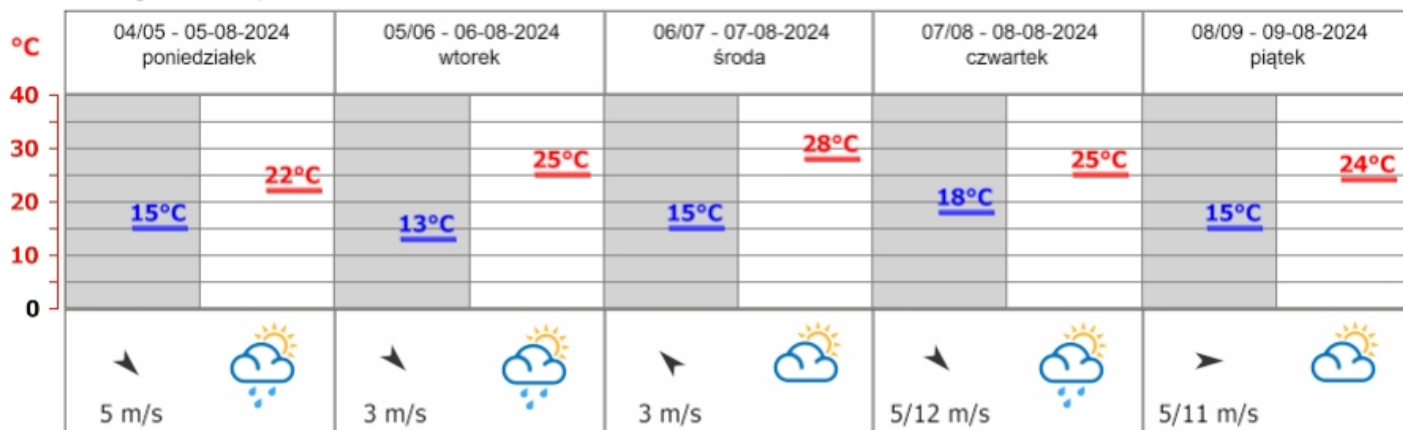 04/05 - 05-08-2024
poniedziałek
05/06 - 06-08-2024
wtorek
06/07 - 07-08-2024
środa
07/08 - 08-08-2024
czwartek
08/09 - 09-08-2024
piątek
°C
40
30
20
10
0
15°C
22°C
13°C
25°C
15°C
28°C
18°C
25°C
15°C
24°C
5 m/s
3 m/s
3 m/s
5/12 m/s
5/11 m/s